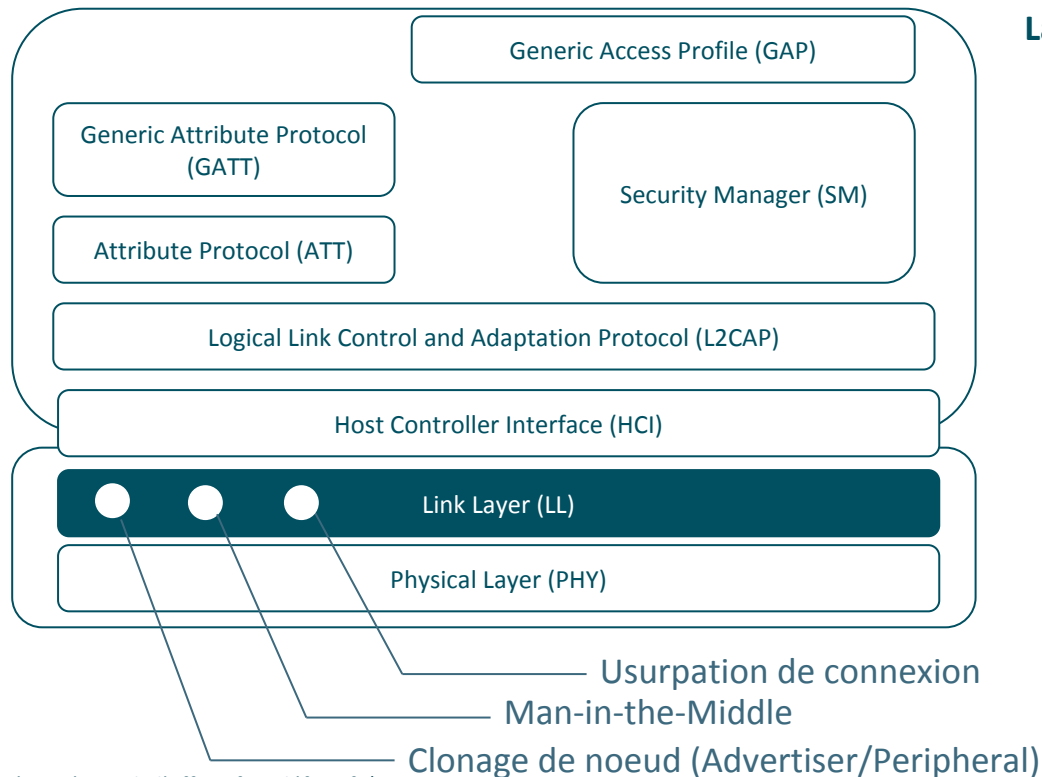 Generic Access Profile (GAP)
Generic Attribute Protocol
(GATT)
Security Manager (SM)
Attribute Protocol (ATT)
Logical Link Control and Adaptation Protocol (L2CAP)
Host Controller Interface (HCI)
Link Layer (LL)
Physical Layer (PHY)
Usurpation de connexion
Man-in-the-Middle
Clonage de noeud (Advertiser/Peripheral)